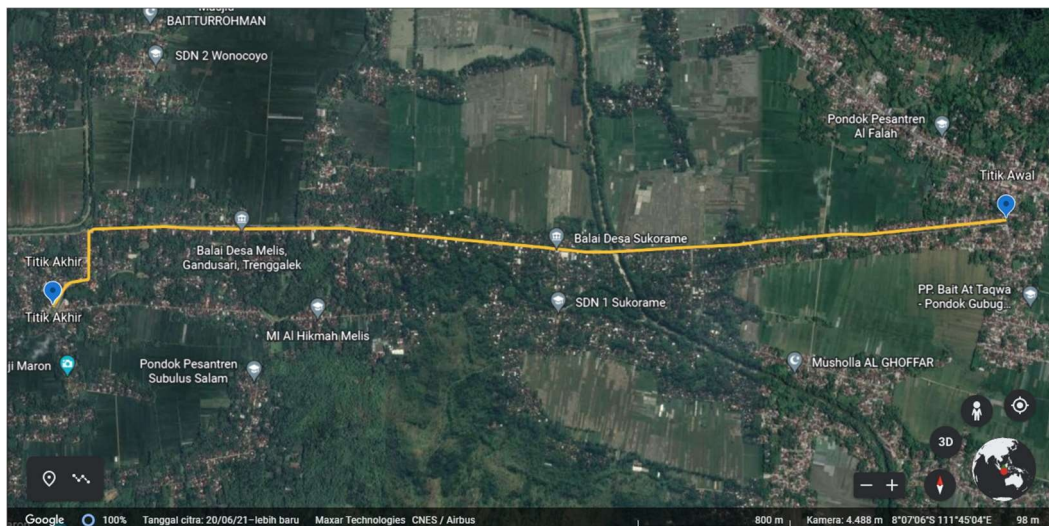 BAITTURROHMAN
SDN 2 Wonocoyo
Pondok Pesantren
Al Falah
Titik Awal
Balai Desa Sukorame
Balai Desa Melis,
Gandusari, Trenggalek
Titik Akhir
Titik Akhir
PP. Bait At Taqwa
- Pondok Gubug...
SDN 1 Sukorame
MI Al Hikmah Melis
ji Maron
Pondok Pesantren
Subulus Salam
Musholla AL GHOFFAR
3D
Google 100% Tanggal citra: 20/06/21–lebih baru Maxar Technologies CNES / Airbus 800 m Kamera: 4.488 m 8°07'06"S 111°45'04"E 98 m